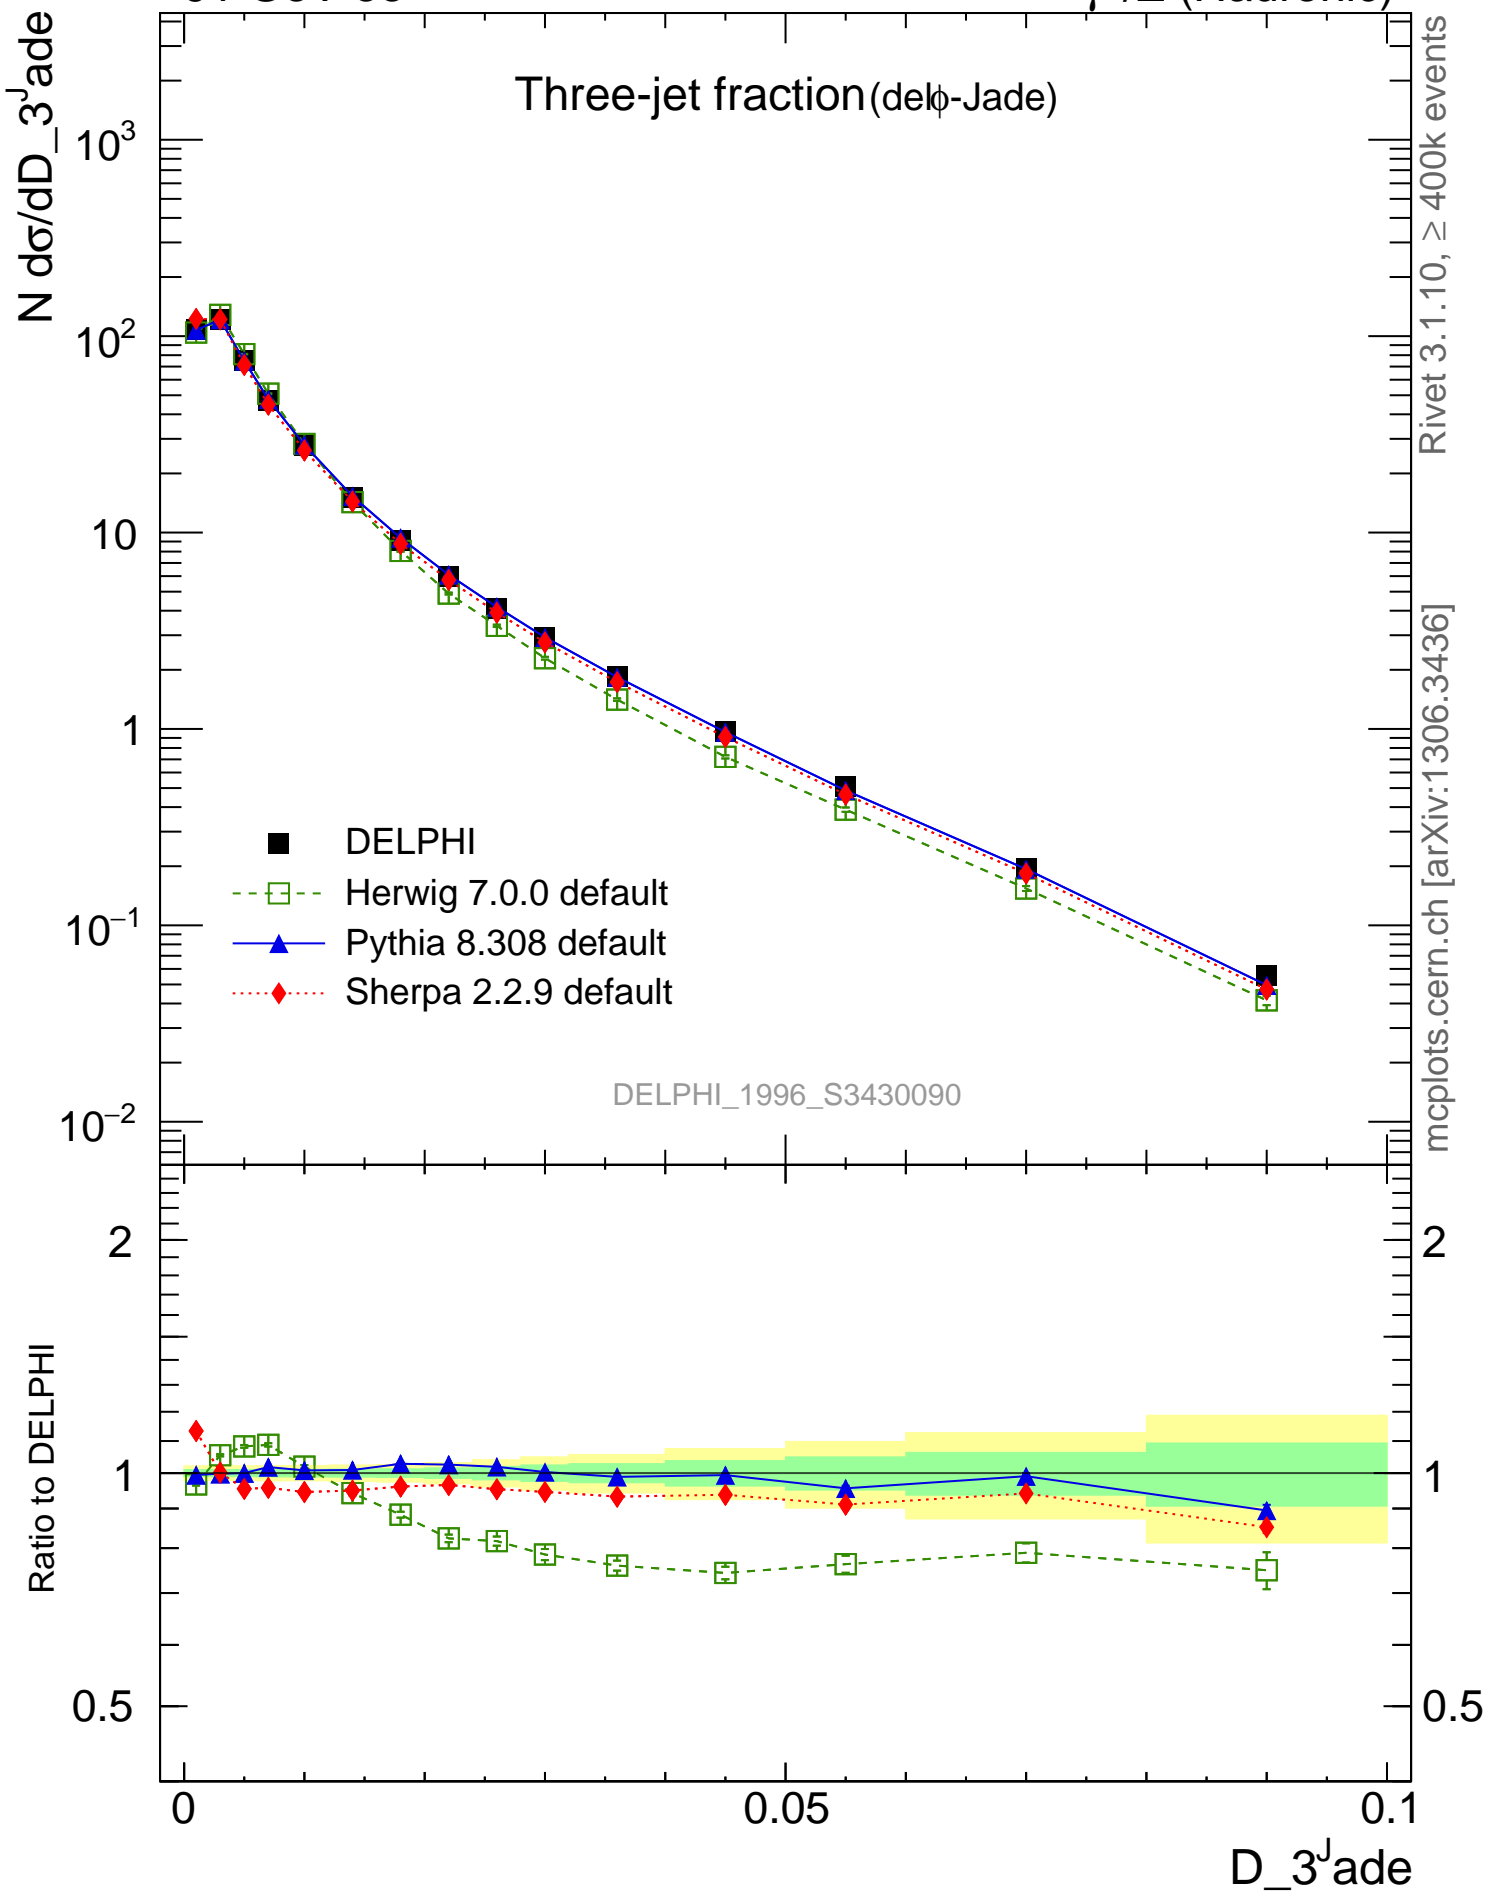 Three-jet fraction (delϕ-Jade)
N dσ/dD_3^Jade
10^3
10^2
10
1
10^−1
10^−2
DELPHI
Herwig 7.0.0 default
Pythia 8.308 default
Sherpa 2.2.9 default
DELPHI_1996_S3430090
Rivet 3.1.10, ≥ 400k events
mcplots.cern.ch [arXiv:1306.3436]
Ratio to DELPHI
2
1
0.5
2
1
0.5
0
0.05
0.1
D_3^Jade